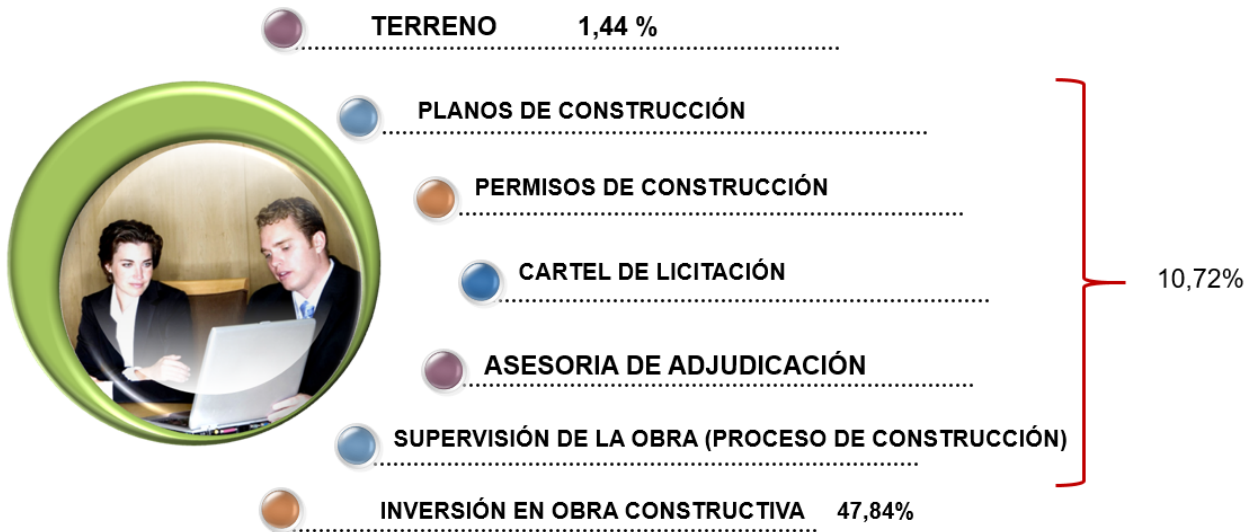 TERRENO 1,44 %
PLANOS DE CONSTRUCCIÓN
PERMISOS DE CONSTRUCCIÓN
CARTEL DE LICITACIÓN
10,72%
ASESORIA DE ADJUDICACIÓN
SUPERVISIÓN DE LA OBRA (PROCESO DE CONSTRUCCIÓN)
INVERSIÓN EN OBRA CONSTRUCTIVA 47,84%